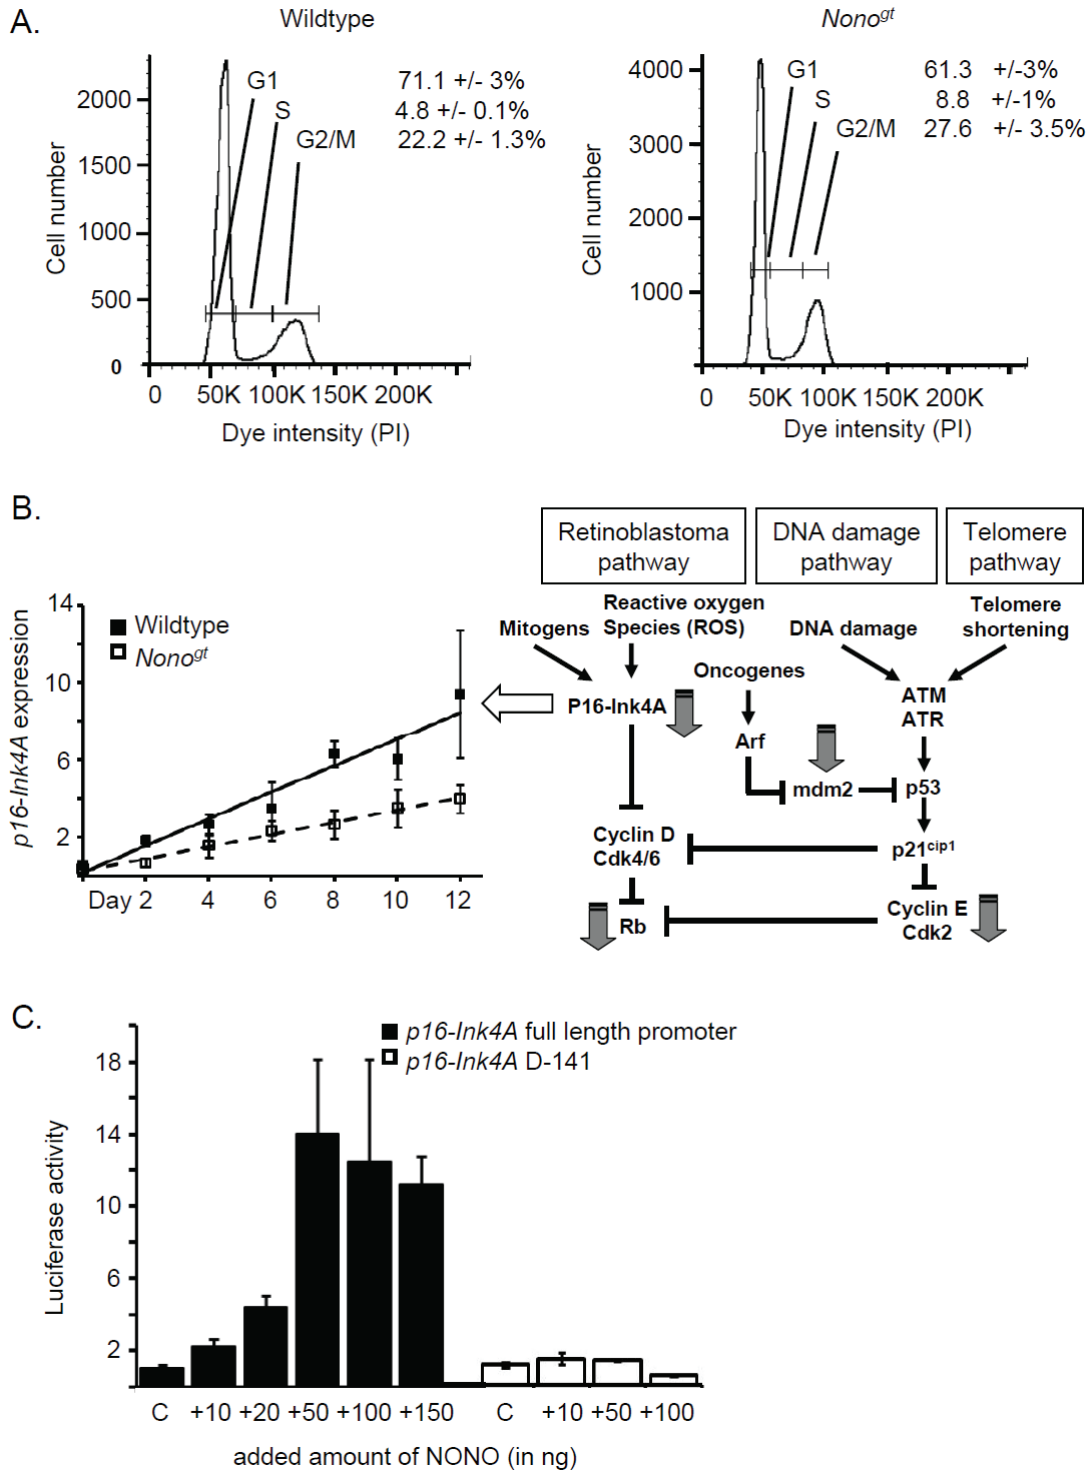 A.
Wildtype
Nono^gt
G1
S
G2/M
71.1 +/- 3%
4.8 +/- 0.1%
22.2 +/- 1.3%
Cell number
2000
1500
1000
500
0
0 50K 100K 150K 200K
Dye intensity (PI)
G1
S
G2/M
61.3 +/-3%
8.8 +/-1%
27.6 +/- 3.5%
Cell number
4000
3000
2000
1000
0 50K 100K 150K 200K
Dye intensity (PI)
B.
p16-Ink4A expression
14
10
6
2
Wildtype
Nono^gt
Day 2 4 6 8 10 12
Retinoblastoma
pathway
DNA damage
pathway
Telomere
pathway
Mitogens
Reactive oxygen
Species (ROS)
DNA damage
Telomere
shortening
Oncogenes
P16-Ink4A
Arf
mdm2
ATM
ATR
p53
p21^cip1
Cyclin D
Cdk4/6
Rb
Cyclin E
Cdk2
C.
p16-Ink4A full length promoter
p16-Ink4A D-141
Luciferase activity
18
14
10
6
2
C +10 +20 +50 +100 +150 C +10 +50 +100
added amount of NONO (in ng)